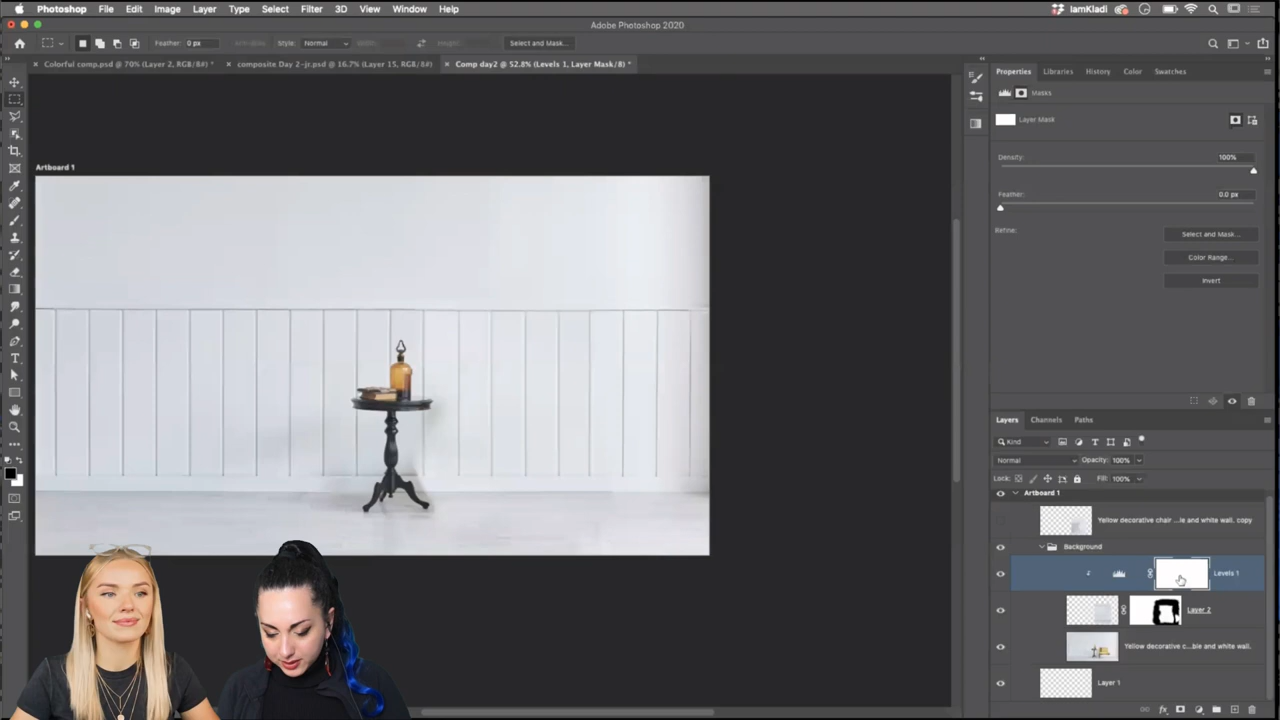 Photoshop File Edit Image Layer Type Select Filter 3D View Window Help IamKladi
Adobe Photoshop 2020
Feather: 0 px Style: Normal Select and Mask...
Colorful comp.psd @ 70% (Layer 2, RGB/8#) * composite Day 2-jr.psd @ 16.7% (Layer 15, RGB/8#) Comp day2 @ 52.8% (Levels 1, Layer Mask/8) *
Properties Libraries History Color Swatches
Masks
Layer Mask
Density: 100%
Feather: 0.0 px
Refine: Select and Mask...
Color Range...
Invert
Artboard 1
Layers Channels Paths
Kind
Normal Opacity: 100%
Lock: Fill: 100%
Artboard 1
Yellow decorative chair ...le and white wall. copy
Background
Levels 1
Layer 2
Yellow decorative c...ble and white wall.
Layer 1